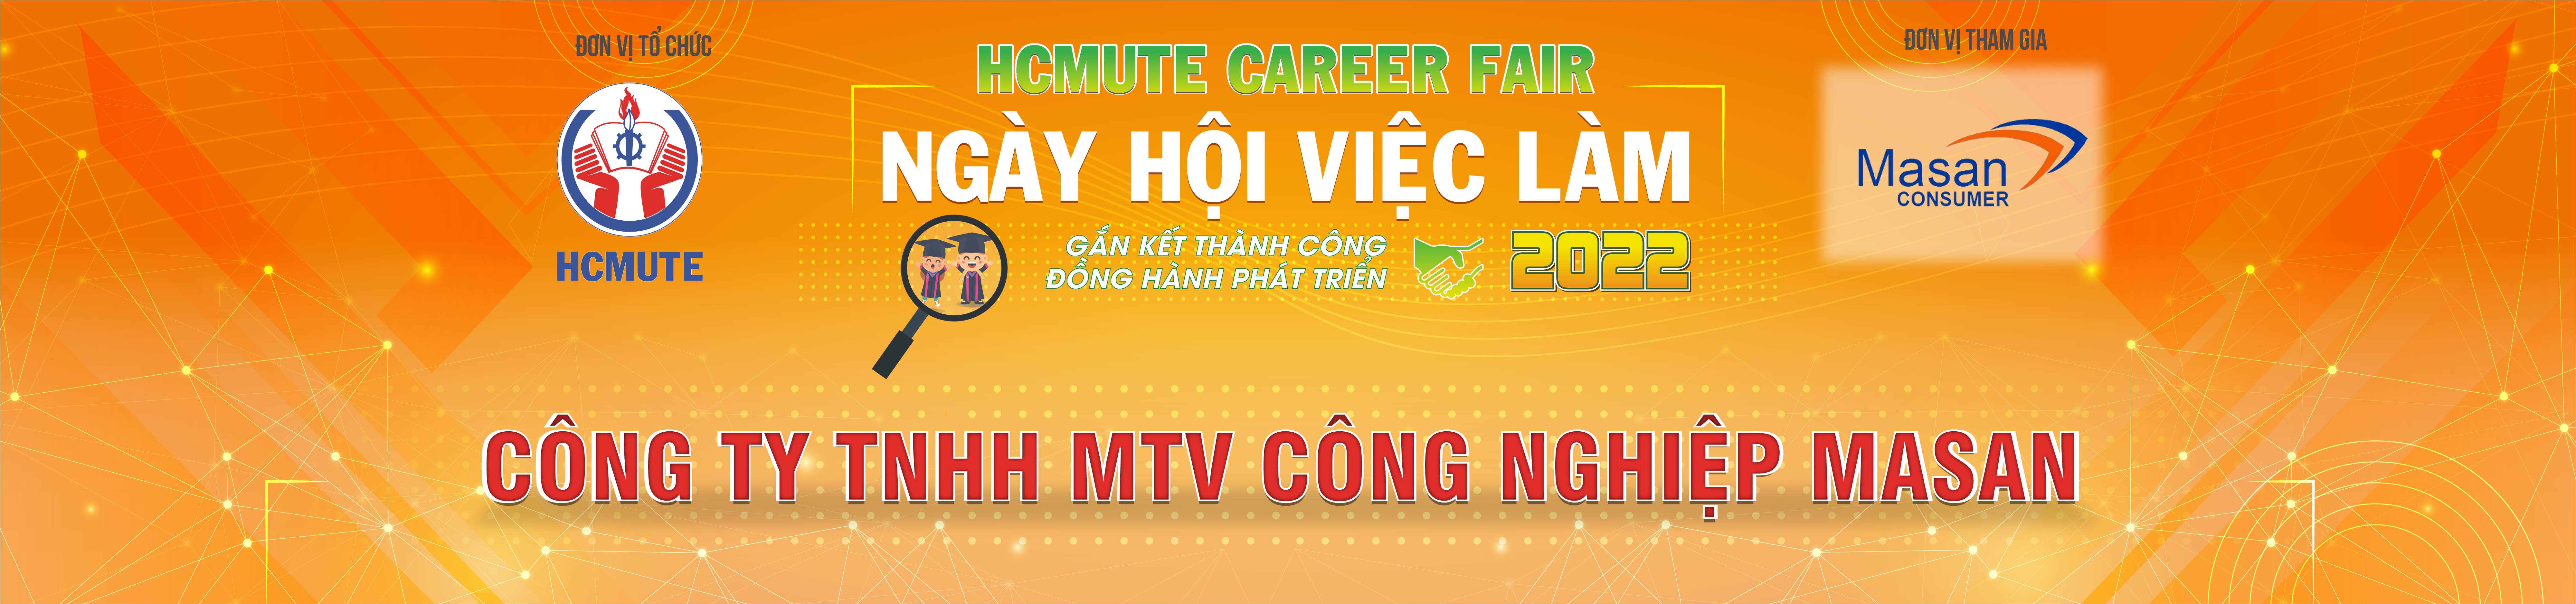 ĐƠN VỊ TỔ CHỨC
HCMUTE
HCMUTE CAREER FAIR
NGÀY HỘI VIỆC LÀM
GẮN KẾT THÀNH CÔNG
ĐỒNG HÀNH PHÁT TRIỂN
2022
ĐƠN VỊ THAM GIA
Masan
CONSUMER
CÔNG TY TNHH MTV CÔNG NGHIỆP MASAN